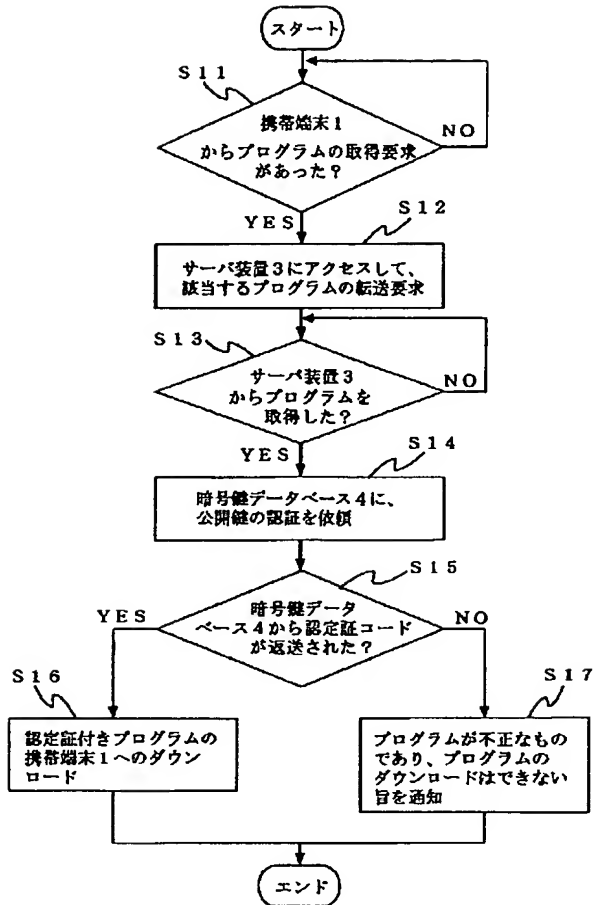 スタート
S11
携帯端末1
からプログラムの取得要求
があった？
NO
YES
S12
サーバ装置3にアクセスして、
該当するプログラムの転送要求
S13
サーバ装置3
からプログラムを
取得した？
NO
YES
S14
暗号鍵データベース4に、
公開鍵の認証を依頼
S15
暗号鍵データ
ベース4から認定証コード
が返送された？
YES
NO
S16
認定証付きプログラムの
携帯端末1へのダウン
ロード
S17
プログラムが不正なもの
であり、プログラムの
ダウンロードはできない
旨を通知
エンド